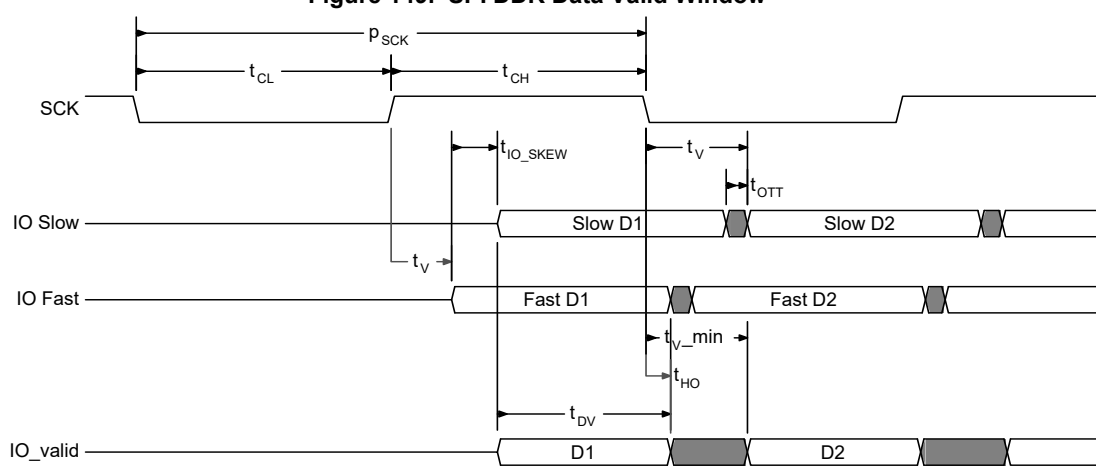 Figure SPI DDR Data Valid Window
pSCK
tCL
tCH
SCK
tIO_SKEW
tV
tOTT
IO Slow
Slow D1
Slow D2
tV
IO Fast
Fast D1
Fast D2
tV_min
tHO
tDV
IO_valid
D1
D2